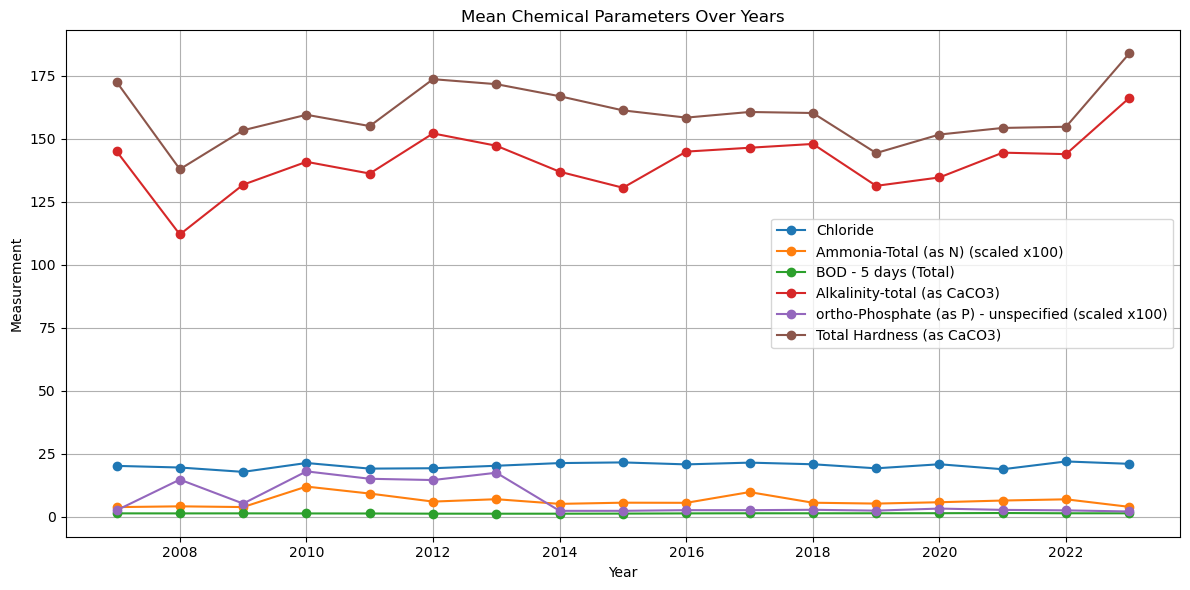 Mean Chemical Parameters Over Years
175
150
125
100
75
50
25
0
Measurement
Chloride
Ammonia-Total (as N) (scaled x100)
BOD - 5 days (Total)
Alkalinity-total (as CaCO3)
ortho-Phosphate (as P) - unspecified (scaled x100)
Total Hardness (as CaCO3)
2008 2010 2012 2014 2016 2018 2020 2022
Year